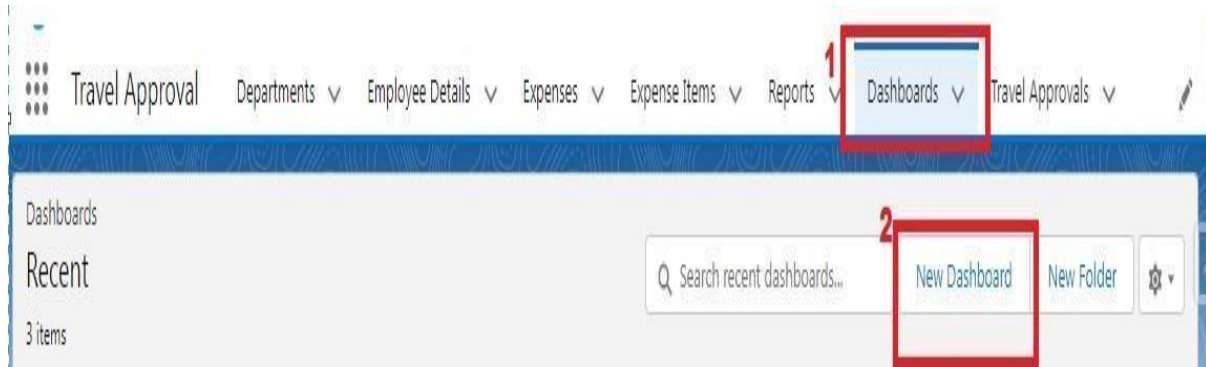 1
Travel Approval Departments Employee Details Expenses Expense Items Reports Dashboards Travel Approvals
Dashboards
2
Recent
Search recent dashboards... New Dashboard New Folder
3 items